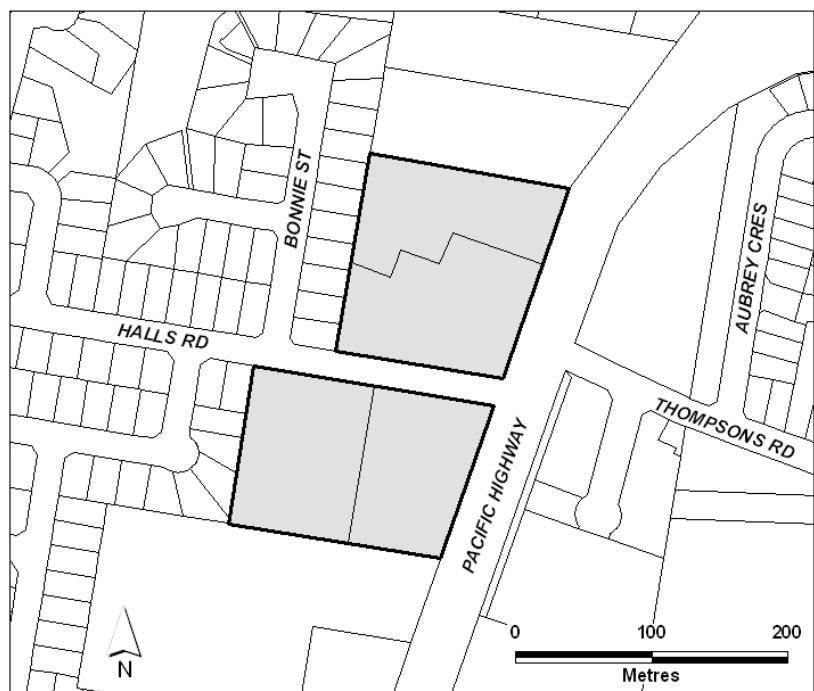 BONNIE ST
AUBREY CRES
HALLS RD
THOMPSONS RD
PACIFIC HIGHWAY
N
0 100 200
Metres